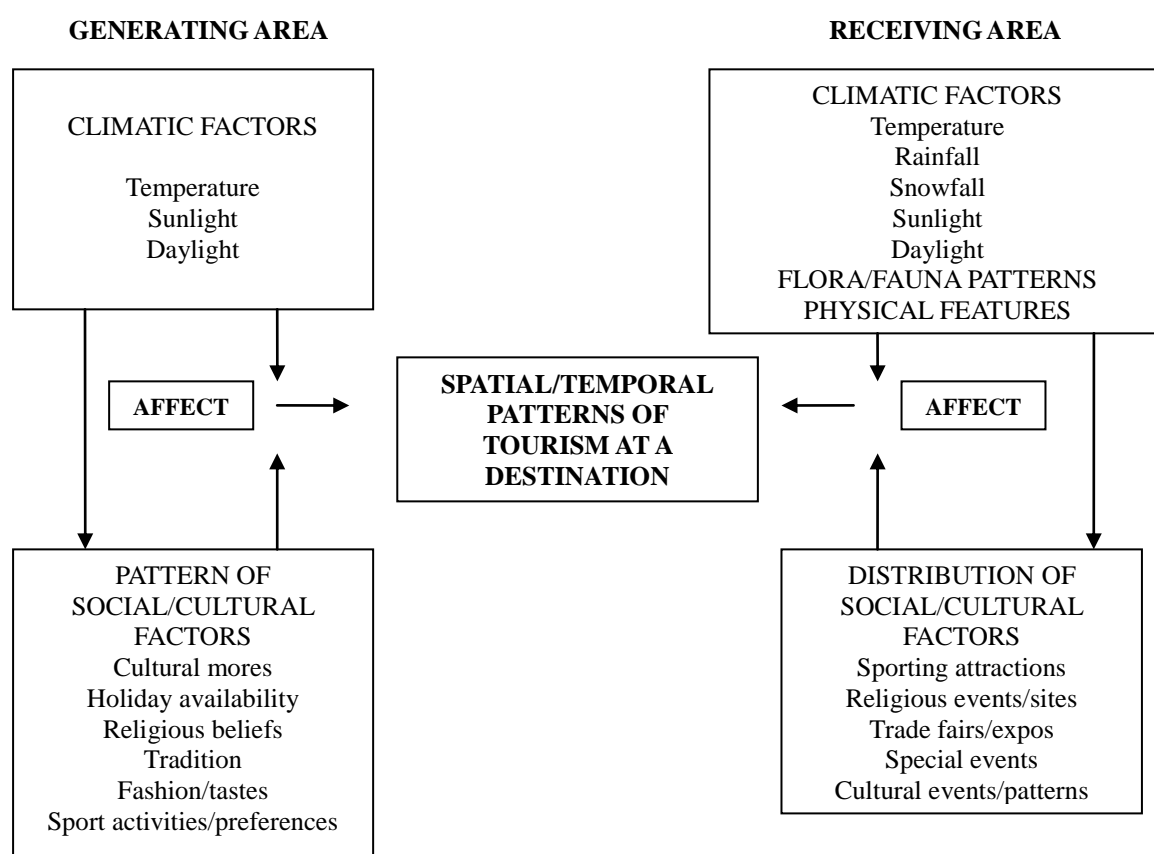 GENERATING AREA
RECEIVING AREA
CLIMATIC FACTORS
Temperature
Sunlight
Daylight
CLIMATIC FACTORS
Temperature
Rainfall
Snowfall
Sunlight
Daylight
FLORA/FAUNA PATTERNS
PHYSICAL FEATURES
AFFECT
SPATIAL/TEMPORAL
PATTERNS OF
TOURISM AT A
DESTINATION
AFFECT
PATTERN OF
SOCIAL/CULTURAL
FACTORS
Cultural mores
Holiday availability
Religious beliefs
Tradition
Fashion/tastes
Sport activities/preferences
DISTRIBUTION OF
SOCIAL/CULTURAL
FACTORS
Sporting attractions
Religious events/sites
Trade fairs/expos
Special events
Cultural events/patterns